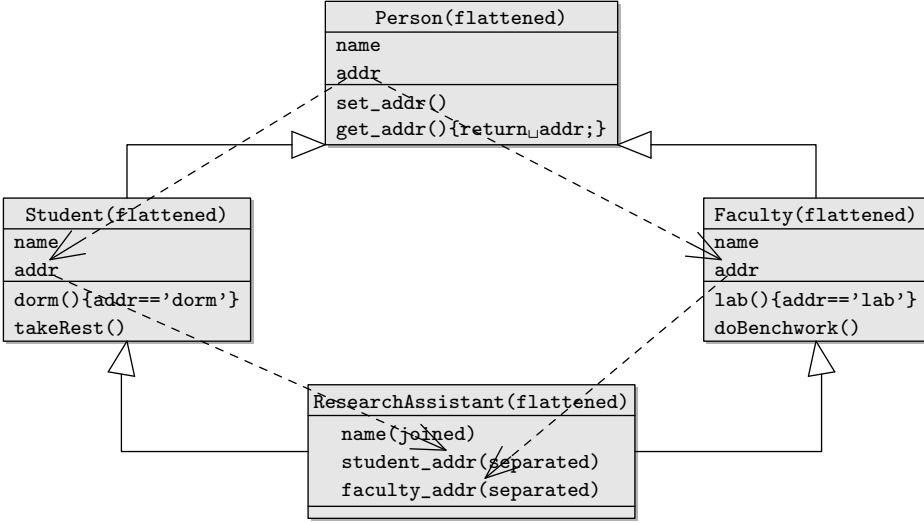 Person(flattened)
name
addr
set_addr()
get_addr(){return␣addr;}
Student(flattened)
name
addr
dorm(){addr=='dorm'}
takeRest()
Faculty(flattened)
name
addr
lab(){addr=='lab'}
doBenchwork()
ResearchAssistant(flattened)
name(joined)
student_addr(separated)
faculty_addr(separated)